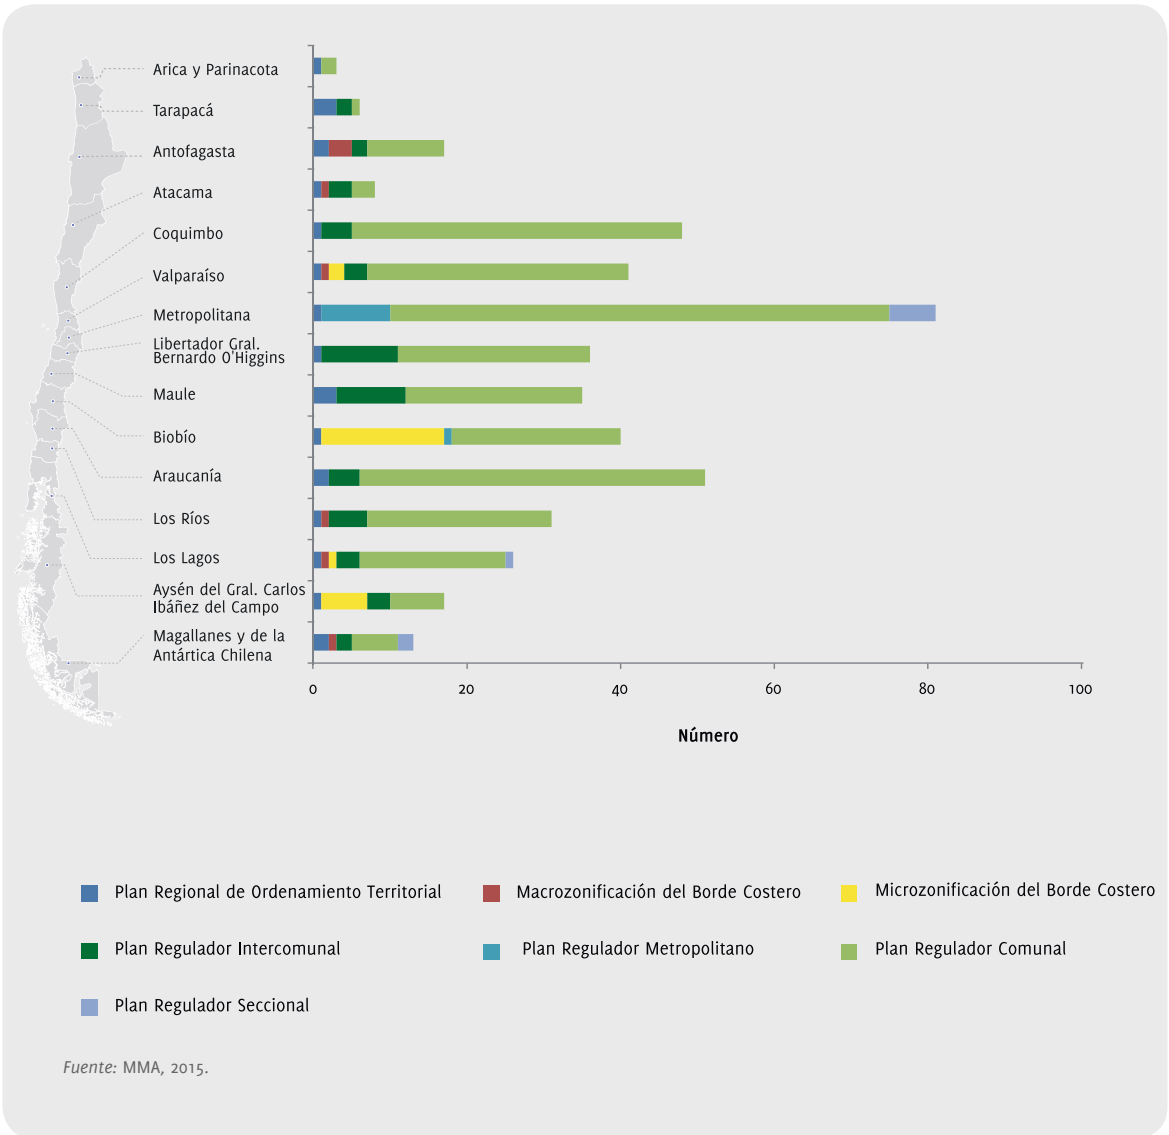 Arica y Parinacota
Tarapacá
Antofagasta
Atacama
Coquimbo
Valparaíso
Metropolitana
Libertador Gral.
Bernardo O'Higgins
Maule
Biobío
Araucanía
Los Ríos
Los Lagos
Aysén del Gral. Carlos
Ibáñez del Campo
Magallanes y de la
Antártica Chilena
0 20 40 60 80 100
Número
Plan Regional de Ordenamiento Territorial
Macrozonificación del Borde Costero
Microzonificación del Borde Costero
Plan Regulador Intercomunal
Plan Regulador Metropolitano
Plan Regulador Comunal
Plan Regulador Seccional
Fuente: MMA, 2015.